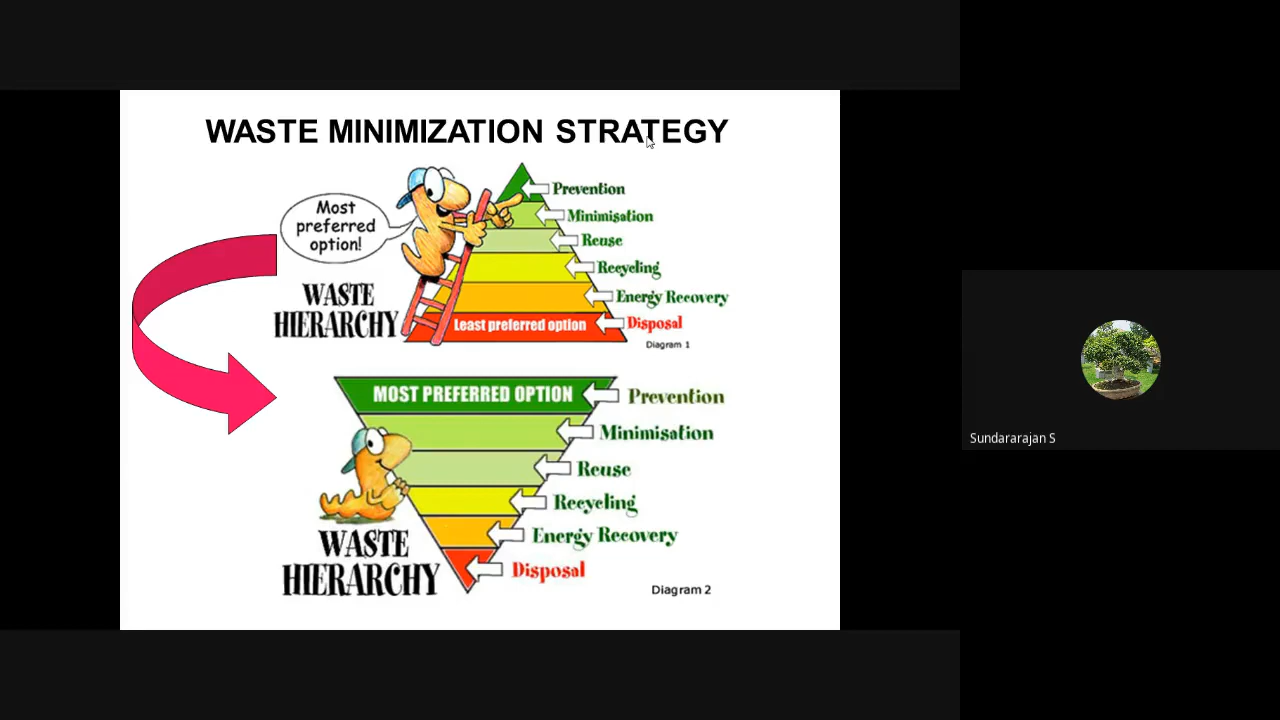 WASTE MINIMIZATION STRATEGY
Most
preferred
option!
Prevention
Minimisation
Reuse
Recycling
Energy Recovery
Disposal
Least preferred option
WASTE
HIERARCHY
Diagram 1
MOST PREFERRED OPTION
Prevention
Minimisation
Reuse
Recycling
Energy Recovery
Disposal
WASTE
HIERARCHY
Diagram 2
Sundararajan S